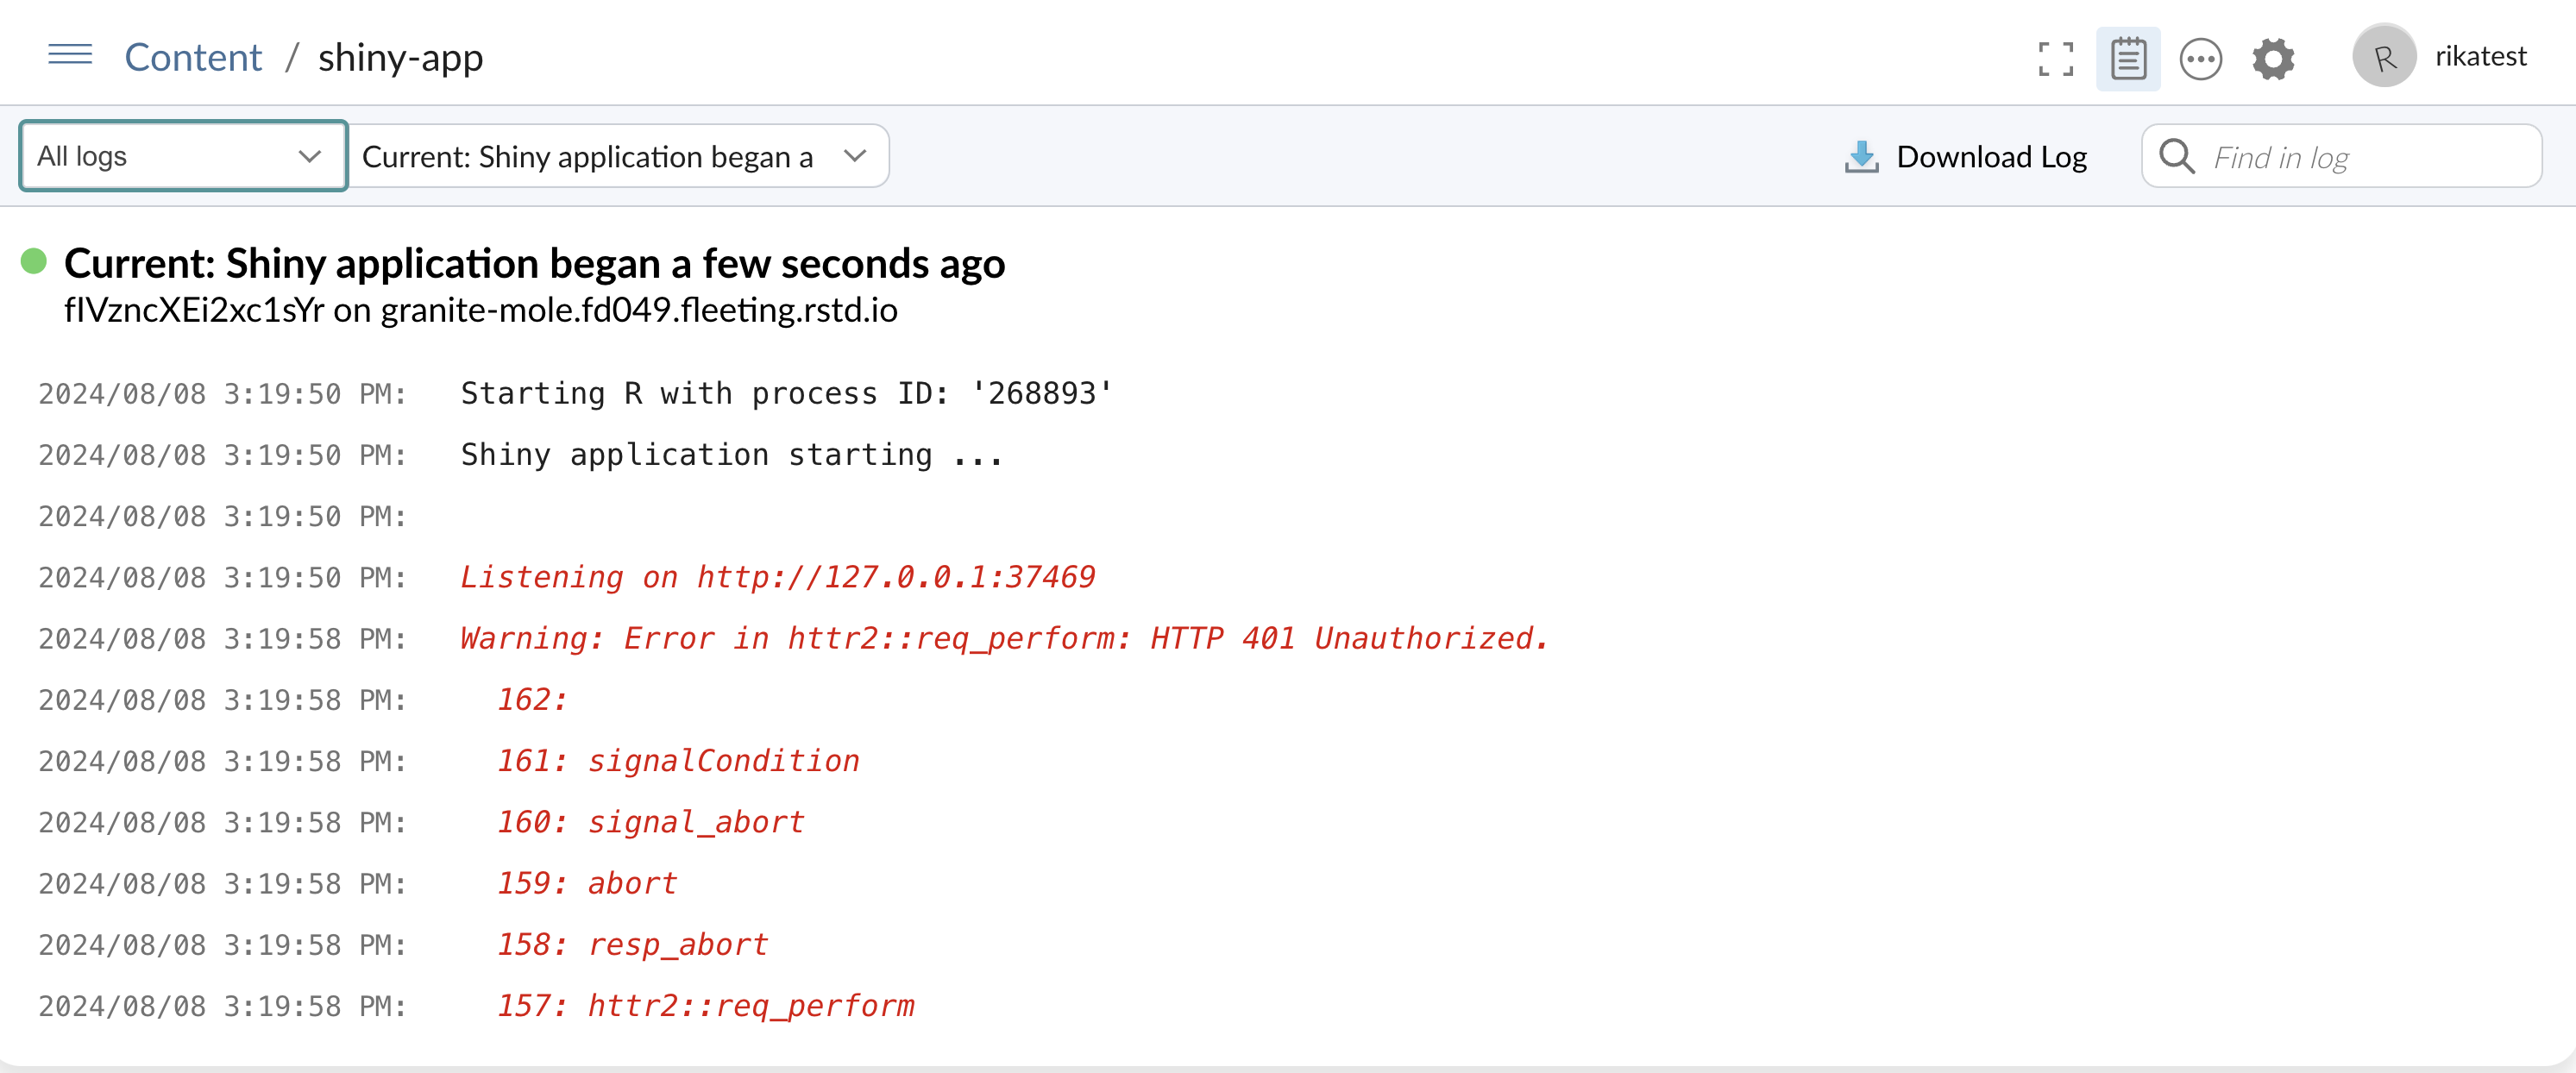 Content / shiny-app
R rikatest
All logs Current: Shiny application began a
Download Log Find in log
Current: Shiny application began a few seconds ago
fIVzncXEi2xc1sYr on granite-mole.fd049.fleeting.rstd.io
2024/08/08 3:19:50 PM: Starting R with process ID: '268893'
2024/08/08 3:19:50 PM: Shiny application starting ...
2024/08/08 3:19:50 PM:
2024/08/08 3:19:50 PM: Listening on http://127.0.0.1:37469
2024/08/08 3:19:58 PM: Warning: Error in httr2::req_perform: HTTP 401 Unauthorized.
2024/08/08 3:19:58 PM: 162:
2024/08/08 3:19:58 PM: 161: signalCondition
2024/08/08 3:19:58 PM: 160: signal_abort
2024/08/08 3:19:58 PM: 159: abort
2024/08/08 3:19:58 PM: 158: resp_abort
2024/08/08 3:19:58 PM: 157: httr2::req_perform